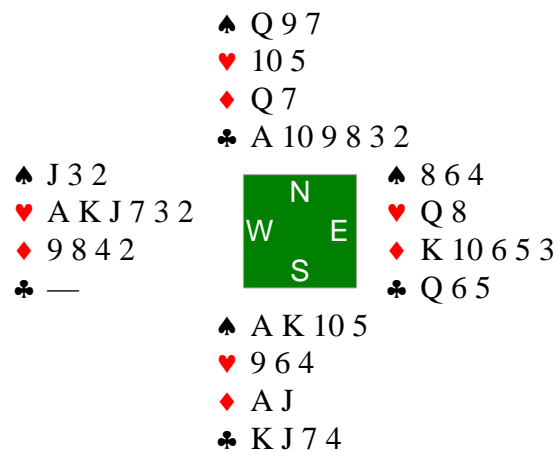 ♠ Q 9 7
♥ 10 5
♦ Q 7
♣ A 10 9 8 3 2
♠ J 3 2
♥ A K J 7 3 2
♦ 9 8 4 2
♣ —
N
W E
S
♠ 8 6 4
♥ Q 8
♦ K 10 6 5 3
♣ Q 6 5
♠ A K 10 5
♥ 9 6 4
♦ A J
♣ K J 7 4